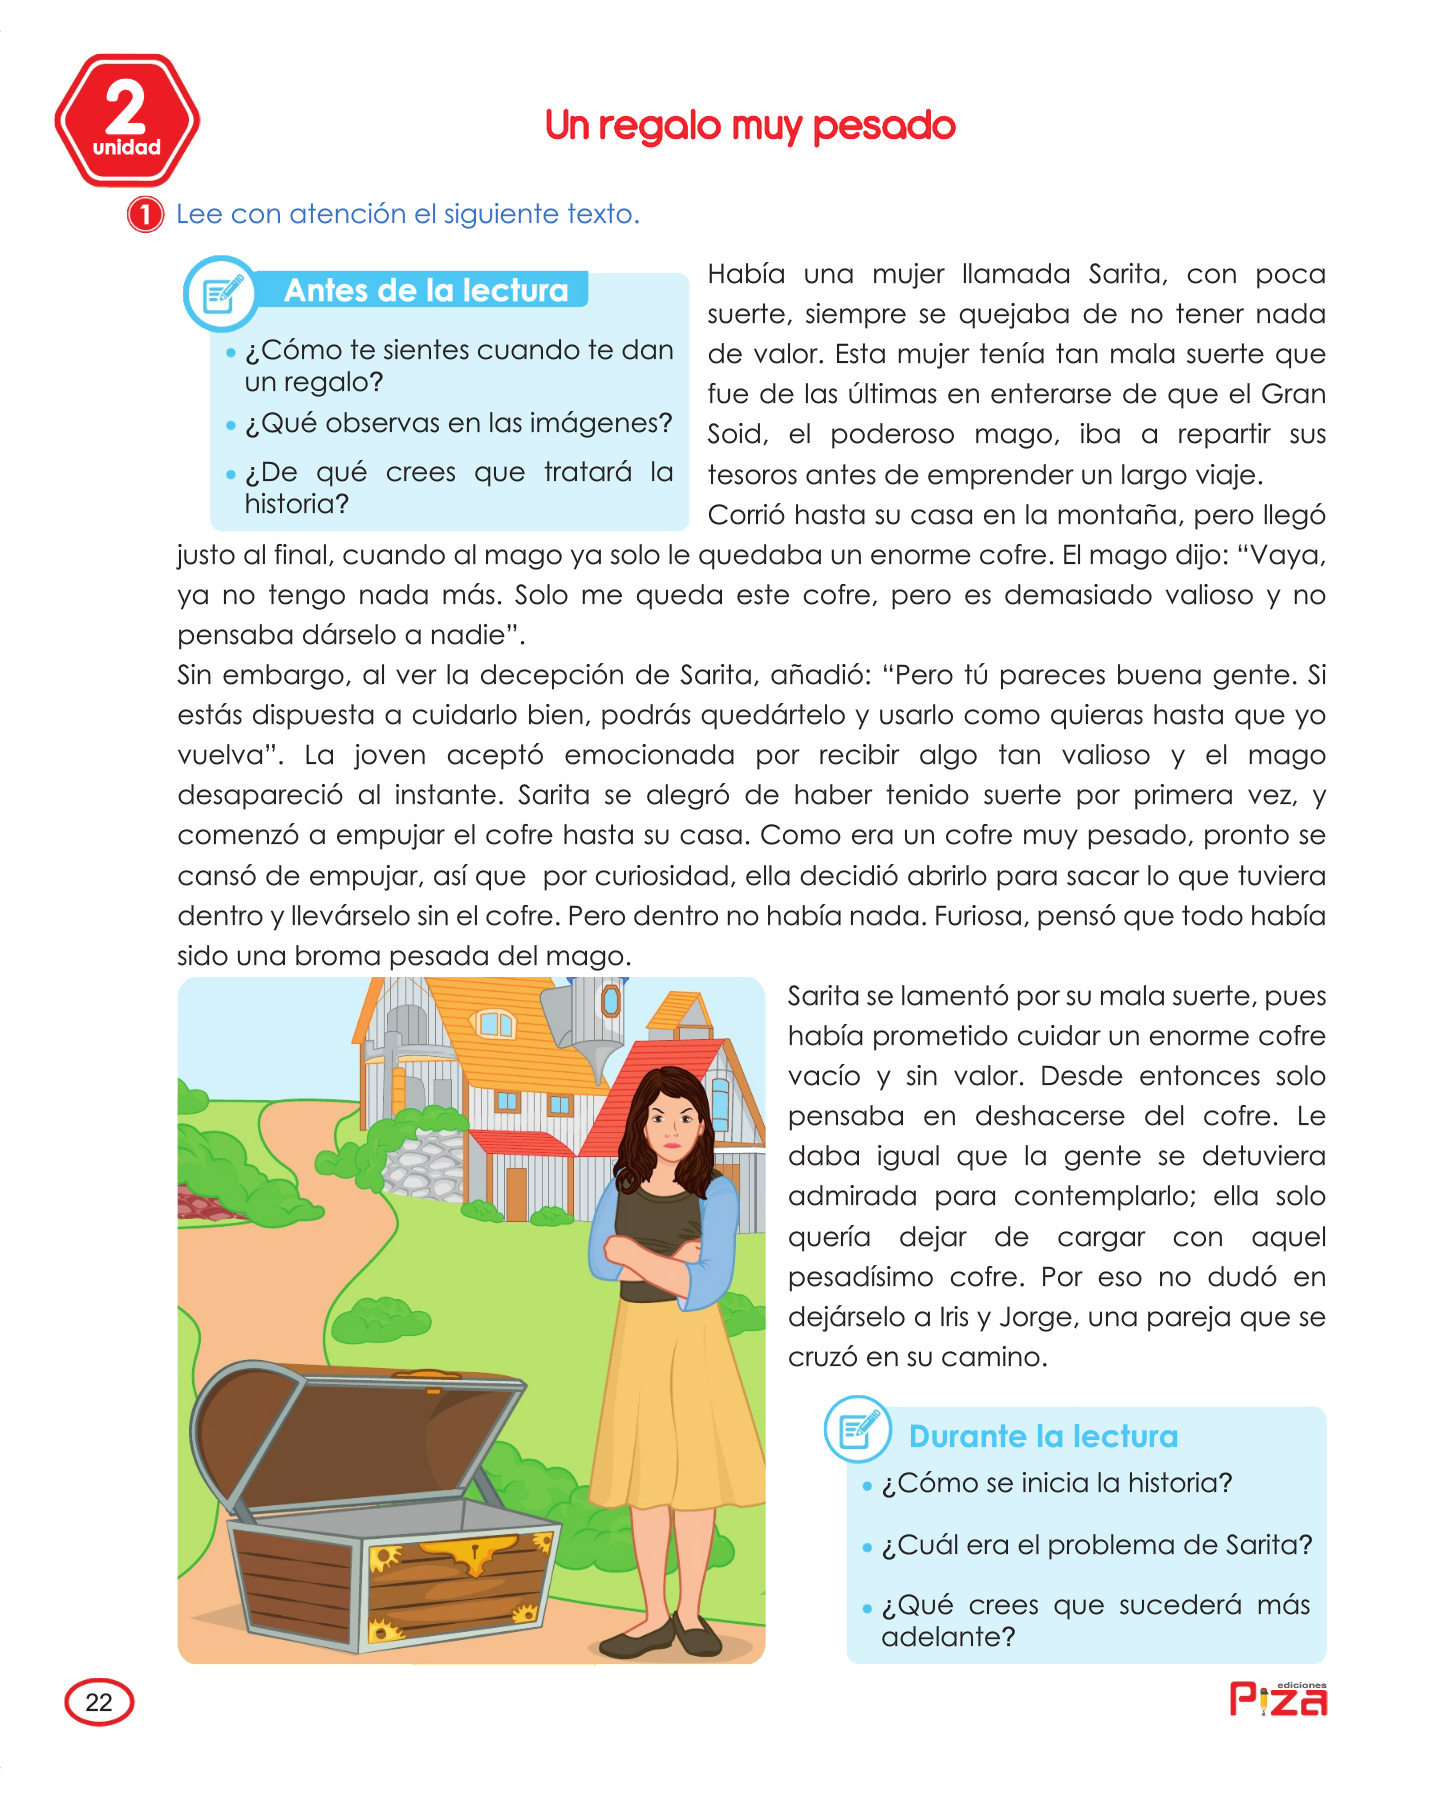 2
unidad
Un regalo muy pesado
1 Lee con atención el siguiente texto.
Antes de la lectura
• ¿Cómo te sientes cuando te dan
un regalo?
• ¿Qué observas en las imágenes?
• ¿De qué crees que tratará la
historia?
Había una mujer llamada Sarita, con poca
suerte, siempre se quejaba de no tener nada
de valor. Esta mujer tenía tan mala suerte que
fue de las últimas en enterarse de que el Gran
Soid, el poderoso mago, iba a repartir sus
tesoros antes de emprender un largo viaje.
Corrió hasta su casa en la montaña, pero llegó
justo al final, cuando al mago ya solo le quedaba un enorme cofre. El mago dijo: “Vaya,
ya no tengo nada más. Solo me queda este cofre, pero es demasiado valioso y no
pensaba dárselo a nadie”.
Sin embargo, al ver la decepción de Sarita, añadió: “Pero tú pareces buena gente. Si
estás dispuesta a cuidarlo bien, podrás quedártelo y usarlo como quieras hasta que yo
vuelva”. La joven aceptó emocionada por recibir algo tan valioso y el mago
desapareció al instante. Sarita se alegró de haber tenido suerte por primera vez, y
comenzó a empujar el cofre hasta su casa. Como era un cofre muy pesado, pronto se
cansó de empujar, así que por curiosidad, ella decidió abrirlo para sacar lo que tuviera
dentro y llevárselo sin el cofre. Pero dentro no había nada. Furiosa, pensó que todo había
sido una broma pesada del mago.
Sarita se lamentó por su mala suerte, pues
había prometido cuidar un enorme cofre
vacío y sin valor. Desde entonces solo
pensaba en deshacerse del cofre. Le
daba igual que la gente se detuviera
admirada para contemplarlo; ella solo
quería dejar de cargar con aquel
pesadísimo cofre. Por eso no dudó en
dejárselo a Iris y Jorge, una pareja que se
cruzó en su camino.
Durante la lectura
• ¿Cómo se inicia la historia?
• ¿Cuál era el problema de Sarita?
• ¿Qué crees que sucederá más
adelante?
22
ediciones
Piza